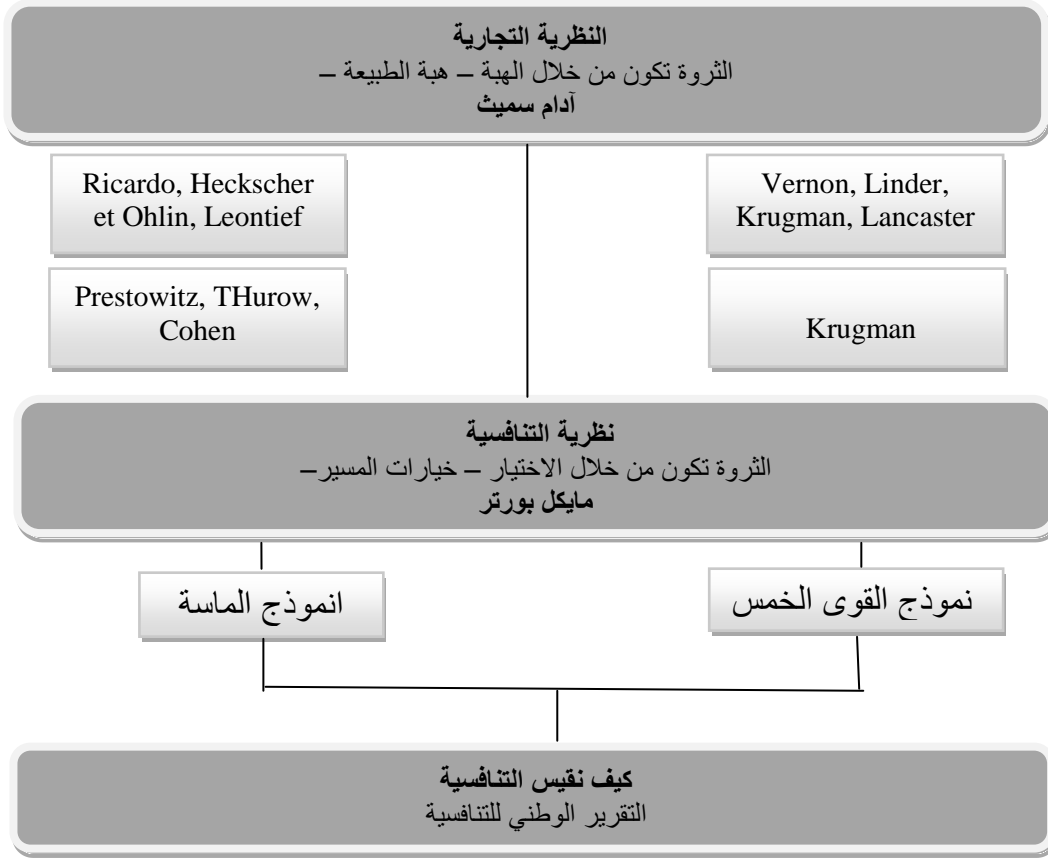 النظرية التجارية
الثروة تكون من خلال الهبة – هبة الطبيعة –
آدام سميث
Ricardo, Heckscher
et Ohlin, Leontief
Vernon, Linder,
Krugman, Lancaster
Prestowitz, THurow,
Cohen
Krugman
نظرية التنافسية
الثروة تكون من خلال الاختيار – خيارات المسير–
مايكل بورتر
انموذج الماسة
نموذج القوى الخمس
كيف نقيس التنافسية
التقرير الوطني للتنافسية